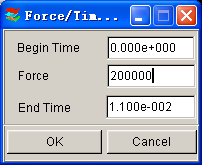 Force/Tim...
Begin Time 0.000e+000
Force 200000
End Time 1.100e-002
OK Cancel